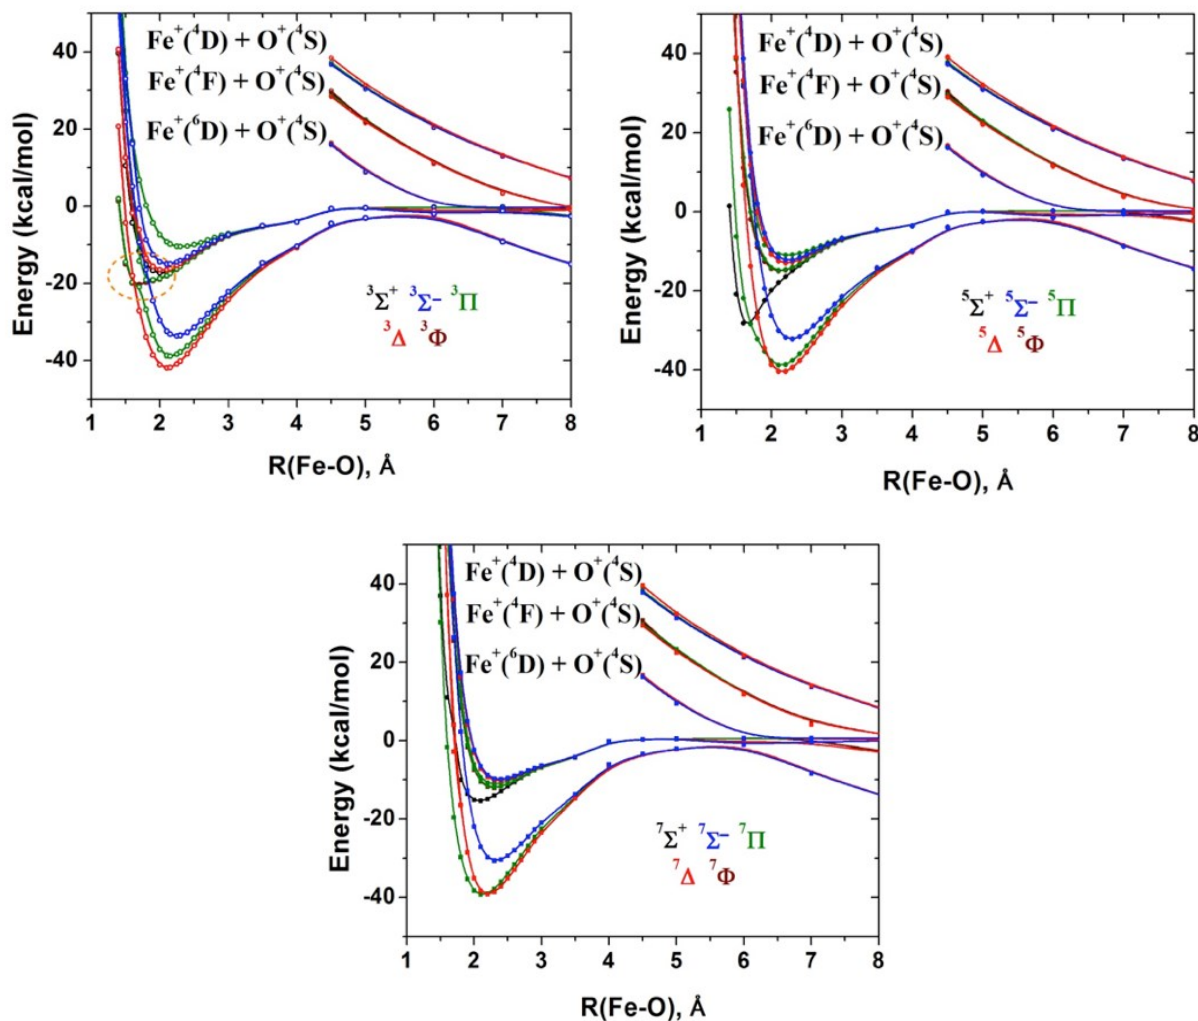 Energy (kcal/mol)
40
20
0
-20
-40
Fe⁺(⁴D) + O⁺(⁴S)
Fe⁺(⁴F) + O⁺(⁴S)
Fe⁺(⁶D) + O⁺(⁴S)
³Σ⁺ ³Σ⁻ ³Π
³Δ ³Φ
1 2 3 4 5 6 7 8
R(Fe-O), Å
Energy (kcal/mol)
40
20
0
-20
-40
Fe⁺(⁴D) + O⁺(⁴S)
Fe⁺(⁴F) + O⁺(⁴S)
Fe⁺(⁶D) + O⁺(⁴S)
⁵Σ⁺ ⁵Σ⁻ ⁵Π
⁵Δ ⁵Φ
1 2 3 4 5 6 7 8
R(Fe-O), Å
Energy (kcal/mol)
40
20
0
-20
-40
Fe⁺(⁴D) + O⁺(⁴S)
Fe⁺(⁴F) + O⁺(⁴S)
Fe⁺(⁶D) + O⁺(⁴S)
⁷Σ⁺ ⁷Σ⁻ ⁷Π
⁷Δ ⁷Φ
1 2 3 4 5 6 7 8
R(Fe-O), Å